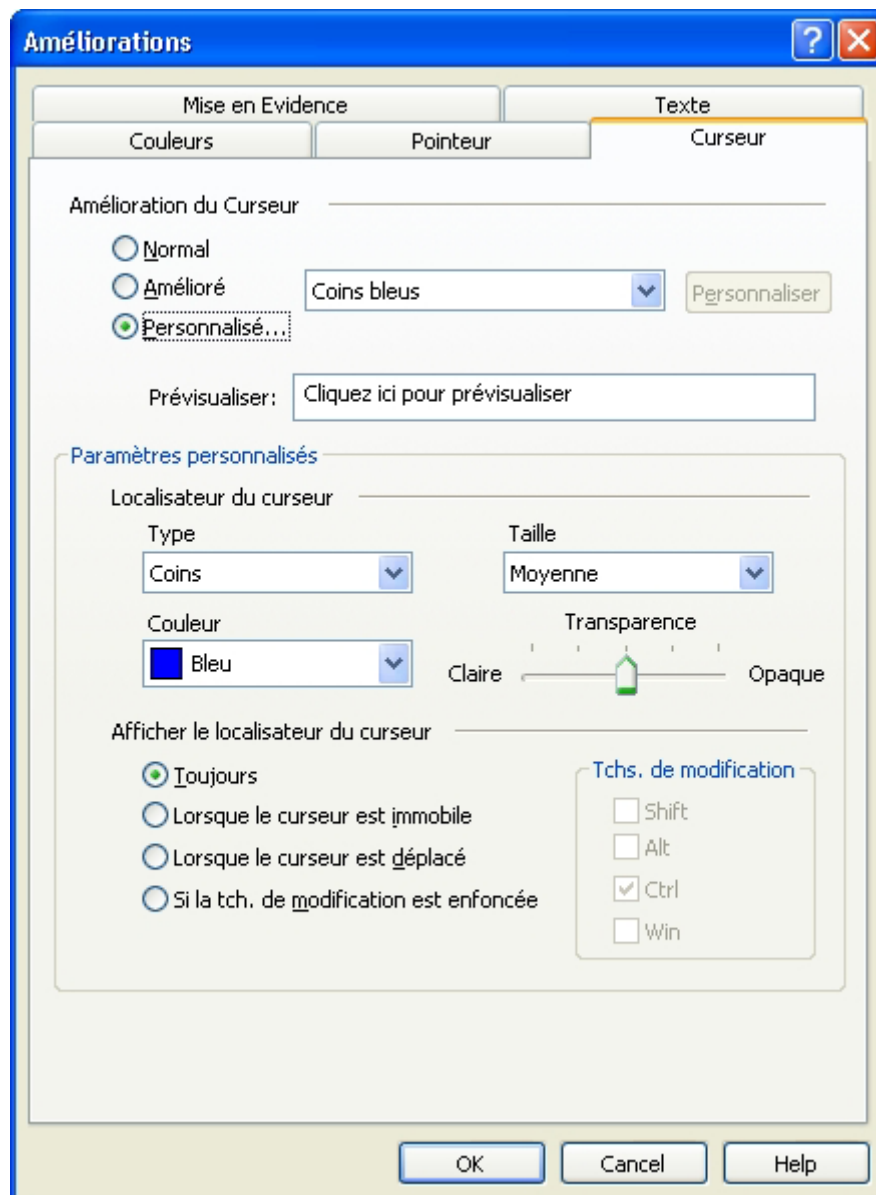 Améliorations
Mise en Evidence Texte
Couleurs Pointeur Curseur
Amélioration du Curseur
Normal
Amélioré Coins bleus Personnaliser
Personnalisé...
Prévisualiser: Cliquez ici pour prévisualiser
Paramètres personnalisés
Localisateur du curseur
Type Taille
Coins Moyenne
Couleur Transparence
Bleu Claire Opaque
Afficher le localisateur du curseur
Toujours
Lorsque le curseur est immobile
Lorsque le curseur est déplacé
Si la tch. de modification est enfoncée
Tchs. de modification
Shift
Alt
Ctrl
Win
OK Cancel Help